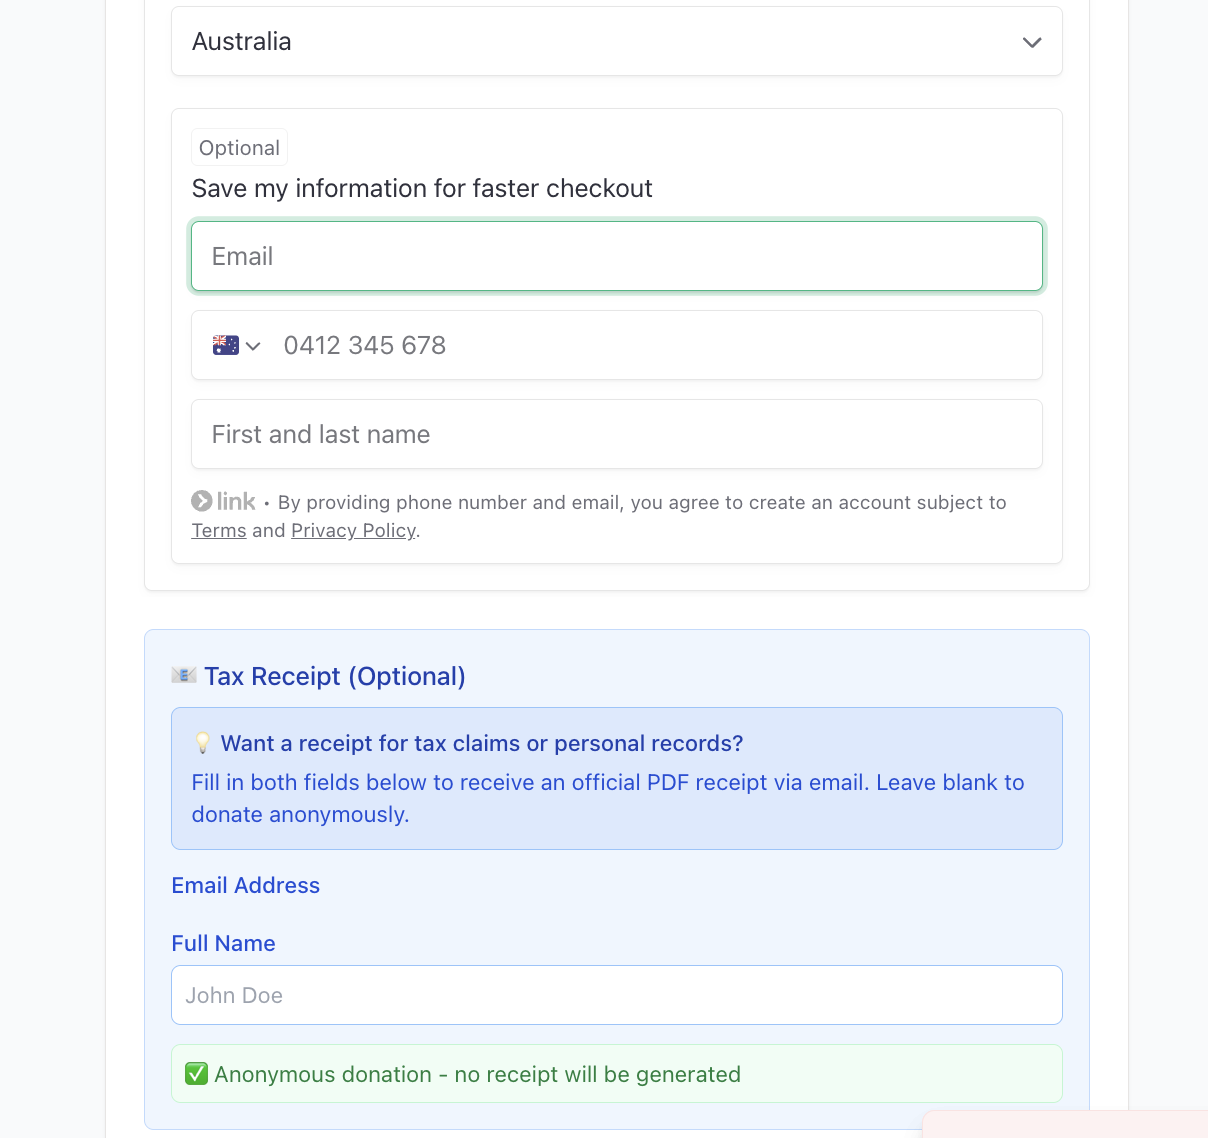 Australia
Optional
Save my information for faster checkout
Email
0412 345 678
First and last name
link • By providing phone number and email, you agree to create an account subject to
Terms and Privacy Policy.
📧 Tax Receipt (Optional)
💡 Want a receipt for tax claims or personal records?
Fill in both fields below to receive an official PDF receipt via email. Leave blank to
donate anonymously.
Email Address
Full Name
John Doe
✅ Anonymous donation - no receipt will be generated